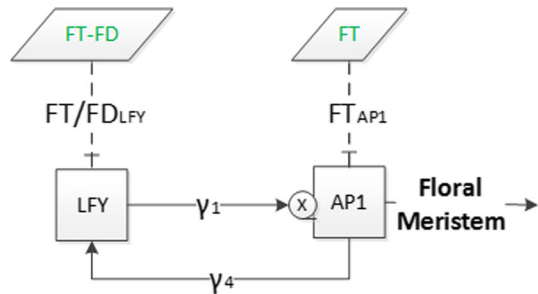 FT-FD
FT
FT/FDLFY
FTAP1
LFY
γ1
X
AP1
Floral
Meristem
γ4